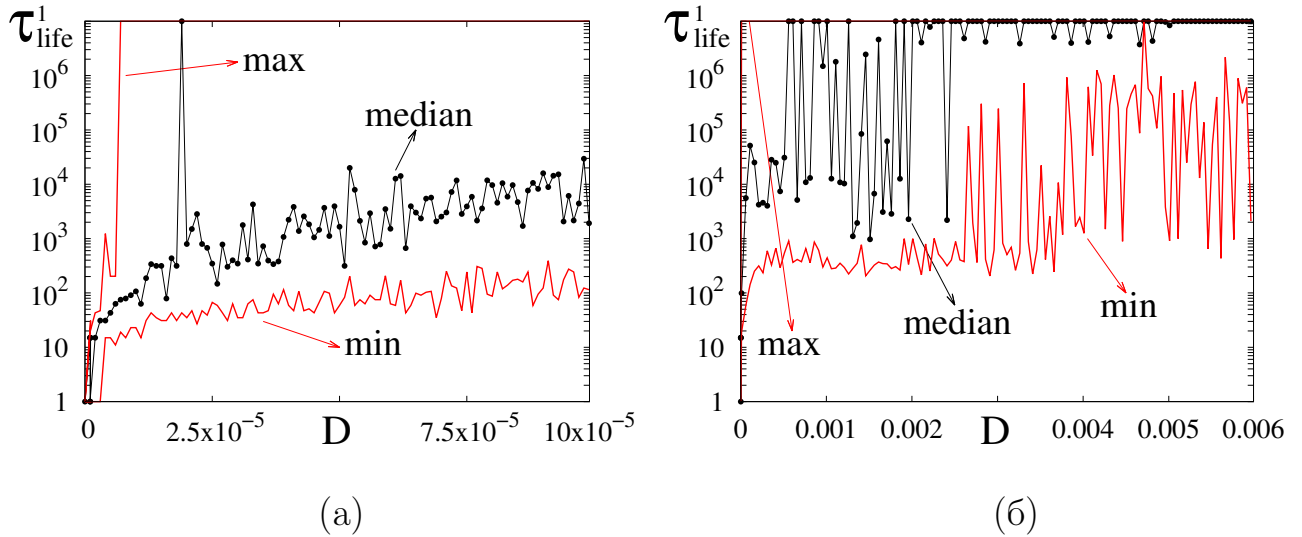 τ¹life
10⁶
10⁵
10⁴
10³
10²
10
1
max
median
min
0
2.5x10⁻⁵
D
7.5x10⁻⁵
10x10⁻⁵
(а)
τ¹life
10⁶
10⁵
10⁴
10³
10²
10
1
max
median
min
0
0.001
0.002
D
0.004
0.005
0.006
(б)